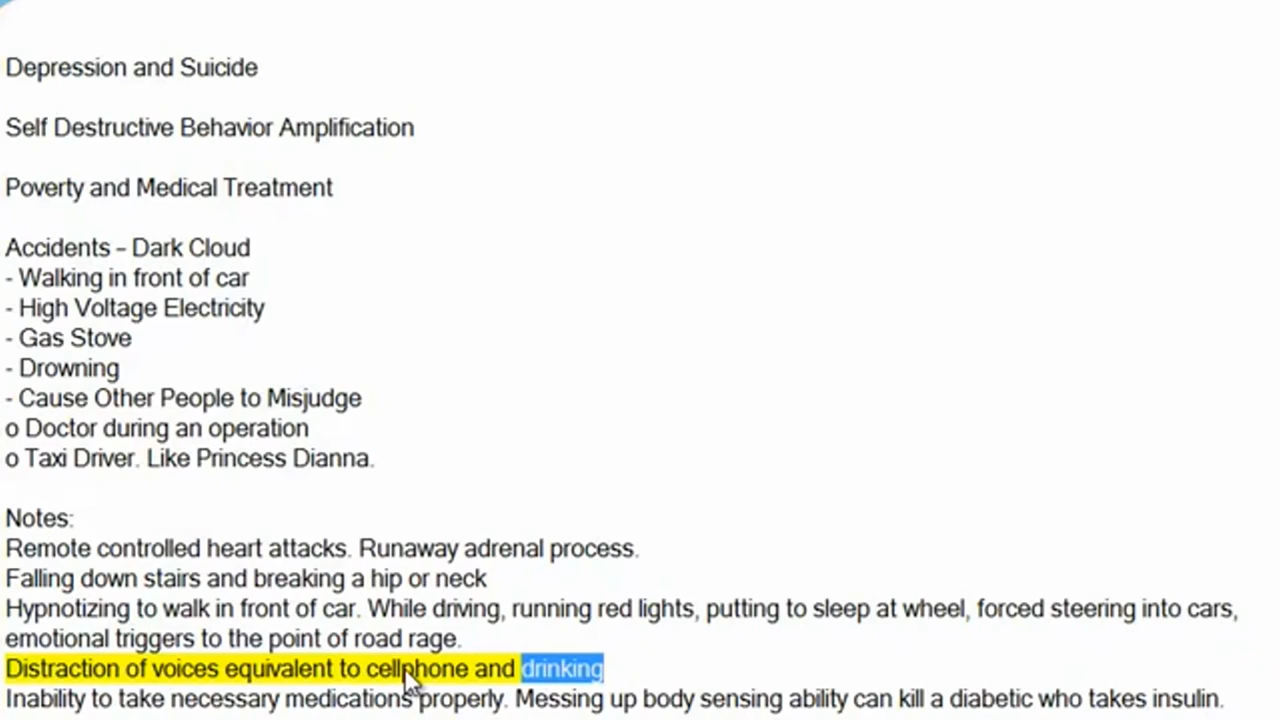 Depression and Suicide
Self Destructive Behavior Amplification
Poverty and Medical Treatment
Accidents – Dark Cloud
- Walking in front of car
- High Voltage Electricity
- Gas Stove
- Drowning
- Cause Other People to Misjudge
o Doctor during an operation
o Taxi Driver. Like Princess Dianna.
Notes:
Remote controlled heart attacks. Runaway adrenal process.
Falling down stairs and breaking a hip or neck
Hypnotizing to walk in front of car. While driving, running red lights, putting to sleep at wheel, forced steering into cars,
emotional triggers to the point of road rage.
Distraction of voices equivalent to cellphone and drinking
Inability to take necessary medications properly. Messing up body sensing ability can kill a diabetic who takes insulin.